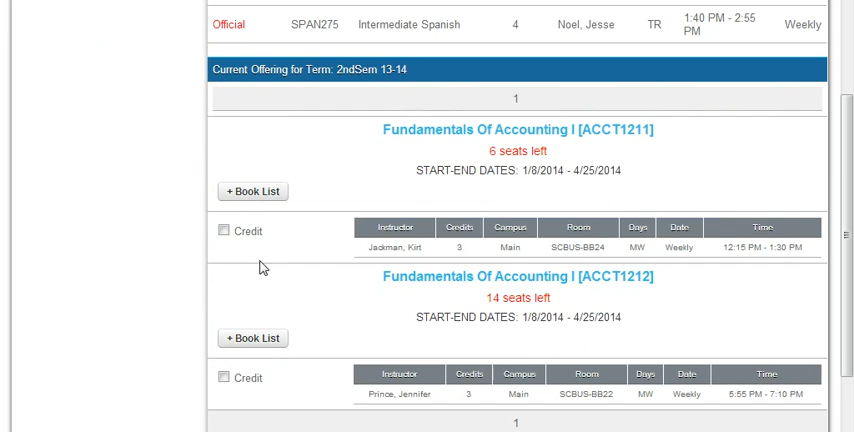 Official SPAN275 Intermediate Spanish 4 Noel, Jesse TR 1:40 PM - 2:55 PM Weekly
Current Offering for Term: 2ndSem 13-14
1
Fundamentals Of Accounting I [ACCT1211]
6 seats left
START-END DATES: 1/8/2014 - 4/25/2014
+ Book List
Credit
Instructor Credits Campus Room Days Date Time
Jackman, Kirt 3 Main SCBUS-BB24 MW Weekly 12:15 PM - 1:30 PM
Fundamentals Of Accounting I [ACCT1212]
14 seats left
START-END DATES: 1/8/2014 - 4/25/2014
+ Book List
Credit
Instructor Credits Campus Room Days Date Time
Prince, Jennifer 3 Main SCBUS-BB22 MW Weekly 5:55 PM - 7:10 PM
1